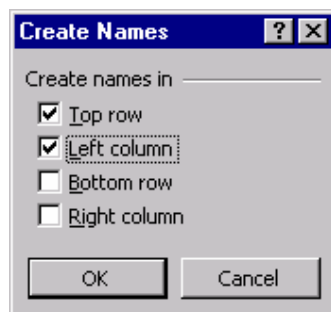 Create Names
Create names in
Top row
Left column
Bottom row
Right column
OK Cancel